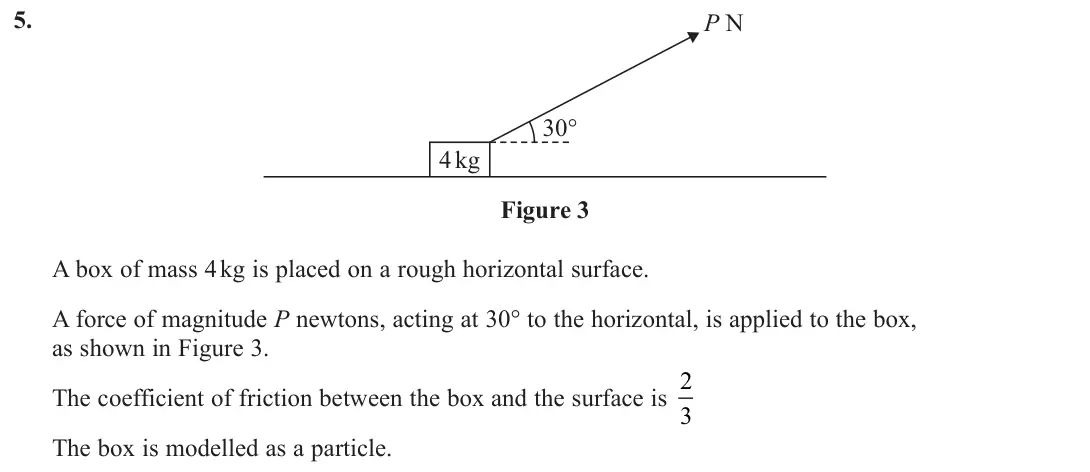 5.
P N
30°
4 kg
Figure 3
A box of mass 4 kg is placed on a rough horizontal surface.
A force of magnitude P newtons, acting at 30° to the horizontal, is applied to the box,
as shown in Figure 3.
The coefficient of friction between the box and the surface is 2/3
The box is modelled as a particle.